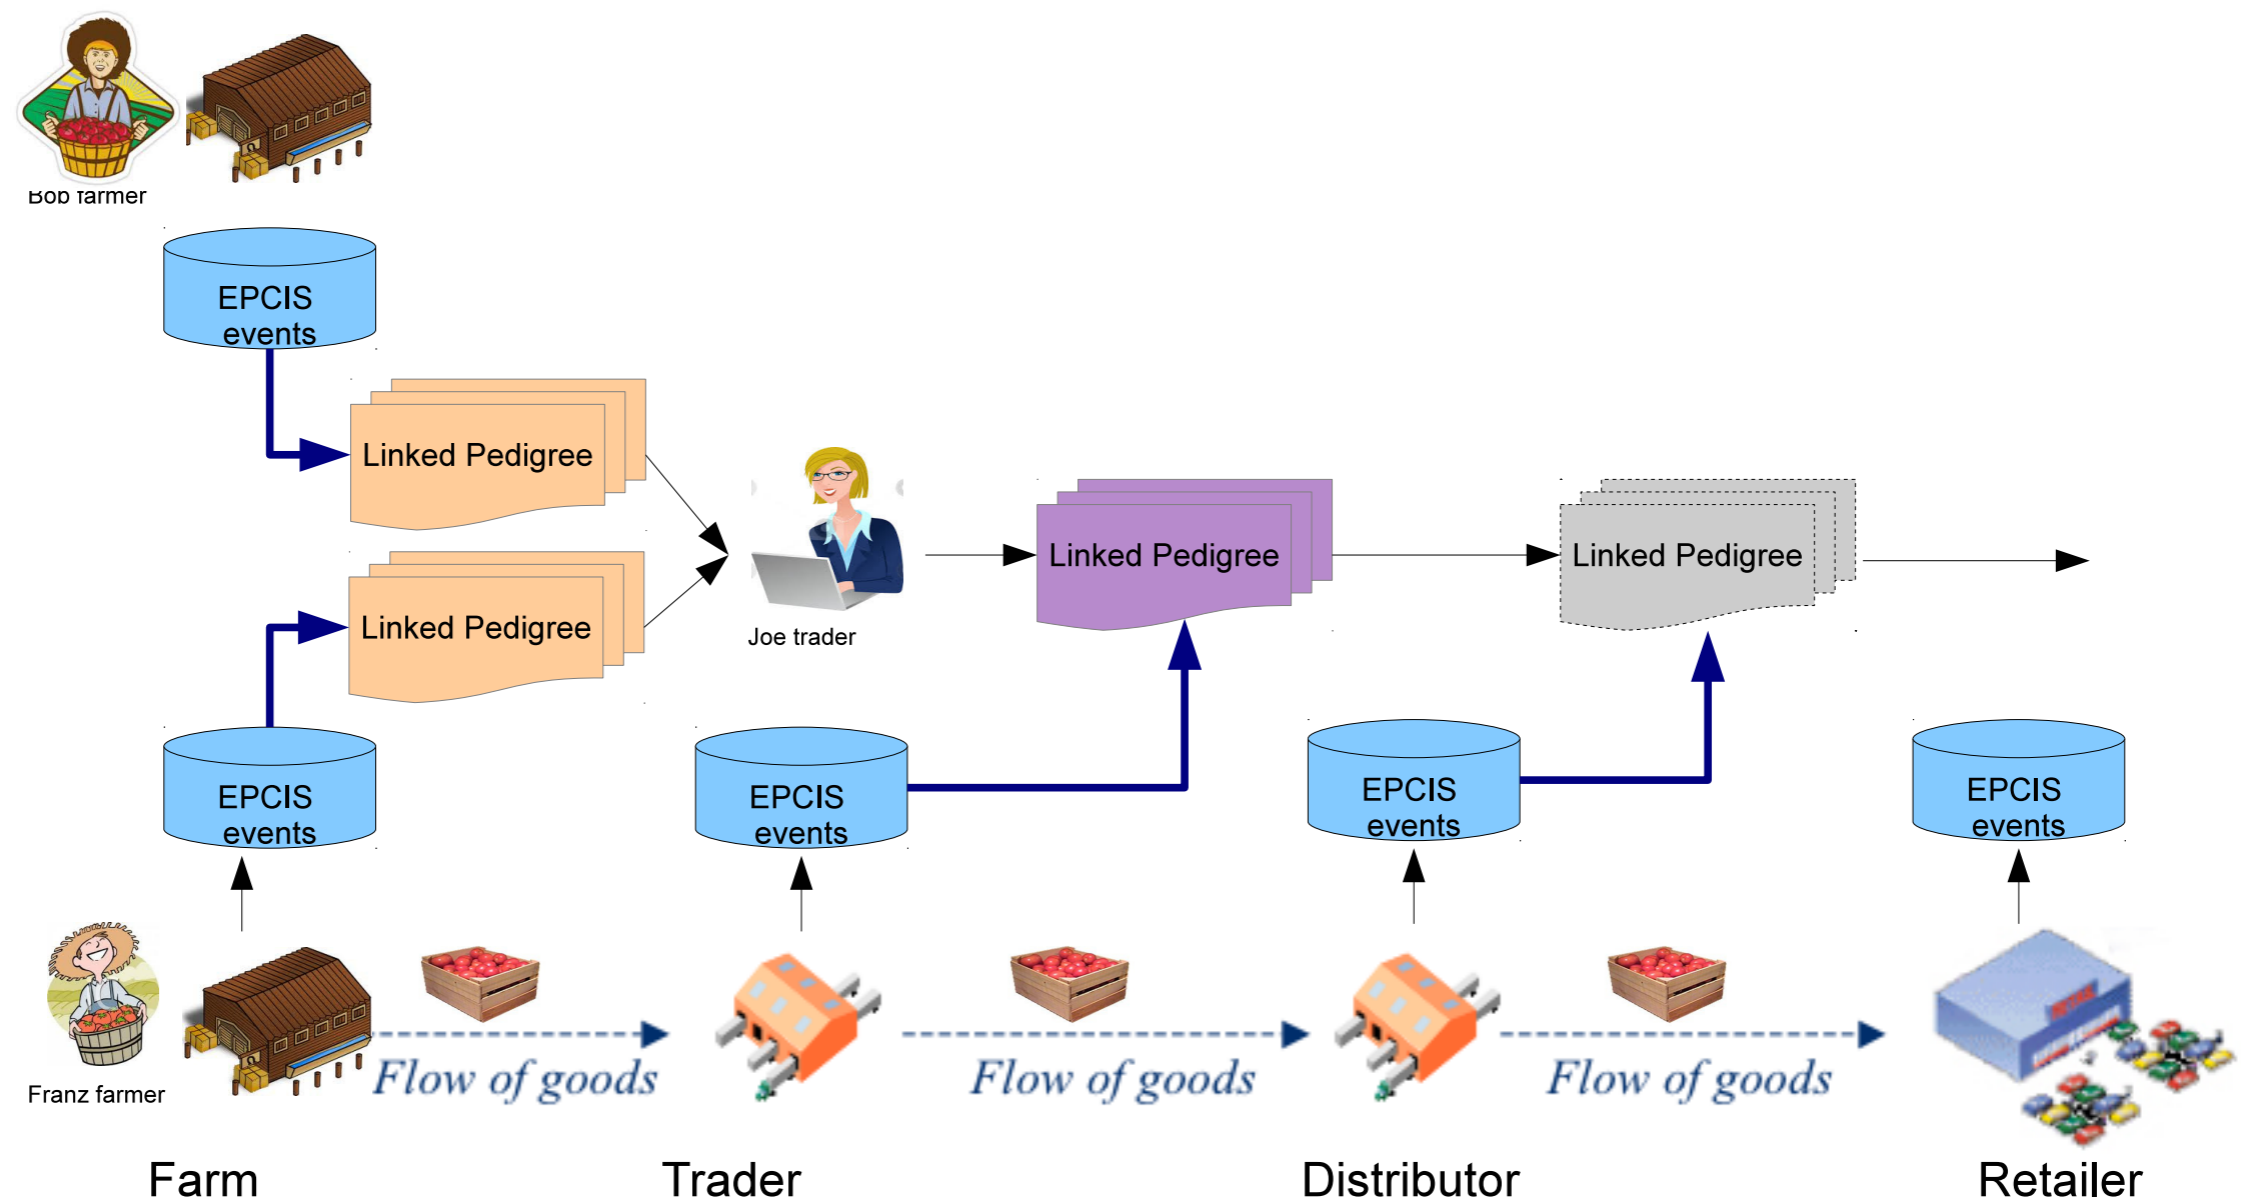 Bob farmer
EPCIS
events
Linked Pedigree
Linked Pedigree
Joe trader
Linked Pedigree
Linked Pedigree
EPCIS
events
EPCIS
events
EPCIS
events
EPCIS
events
Franz farmer
Flow of goods
Flow of goods
Flow of goods
Farm
Trader
Distributor
Retailer